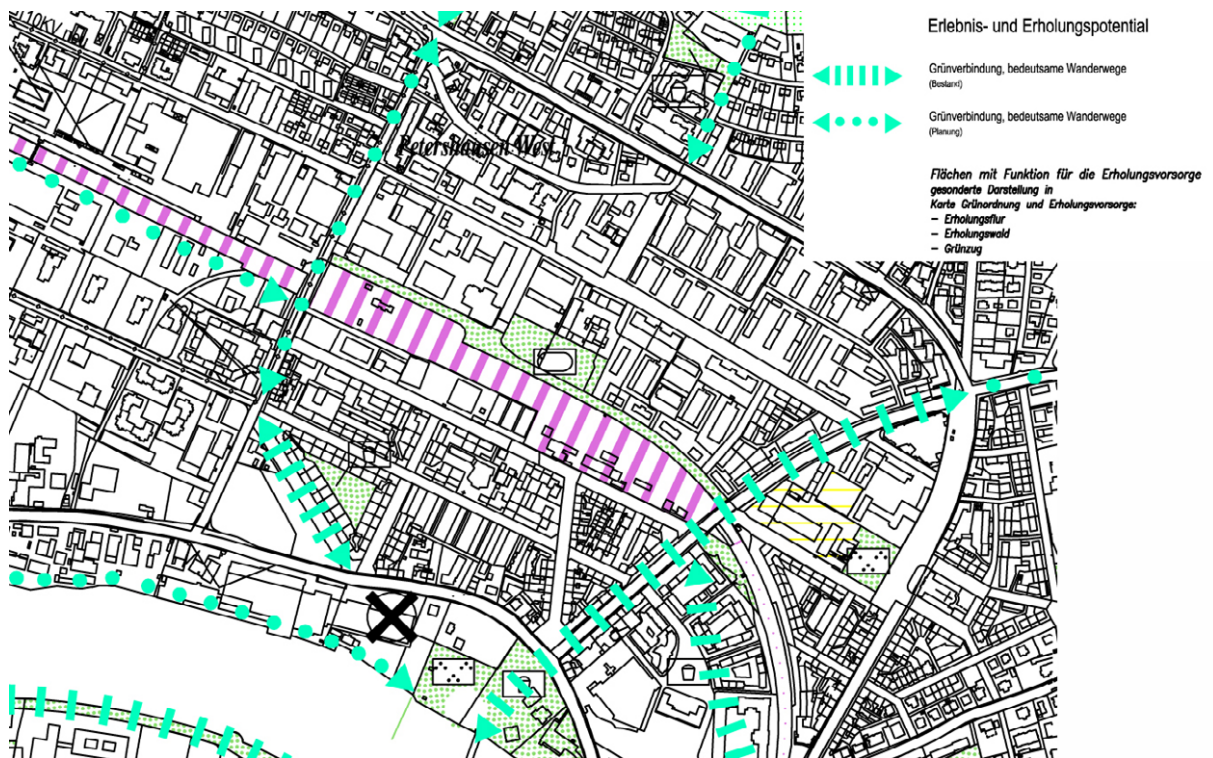 10KV
Petershausen West
Erlebnis- und Erholungspotential
Grünverbindung, bedeutsame Wanderwege
(Bestand)
Grünverbindung, bedeutsame Wanderwege
(Planung)
Flächen mit Funktion für die Erholungsvorsorge
gesonderte Darstellung in
Karte Grünordnung und Erholungsvorsorge:
– Erholungsflur
– Erholungswald
– Grünzug